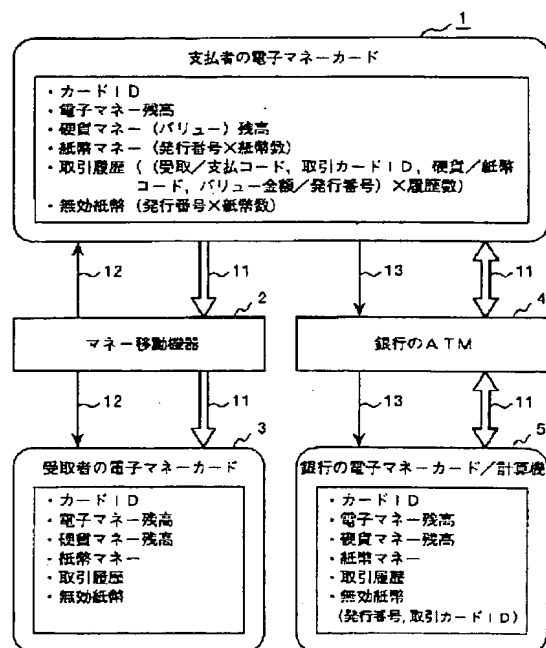 1
支払者の電子マネーカード
・カードID
・電子マネー残高
・硬貨マネー（バリュー）残高
・紙幣マネー（発行番号×紙幣数）
・取引履歴（（受取／支払コード，取引カードID，硬貨／紙幣
コード，バリュー金額／発行番号）×履歴数）
・無効紙幣（発行番号×紙幣数）
12 11 13 11
2 4
マネー移動機器 銀行のATM
12 11 13 11
3 5
受取者の電子マネーカード
・カードID
・電子マネー残高
・硬貨マネー残高
・紙幣マネー
・取引履歴
・無効紙幣
銀行の電子マネーカード／計算機
・カードID
・電子マネー残高
・硬貨マネー残高
・紙幣マネー
・取引履歴
・無効紙幣
（発行番号，取引カードID）